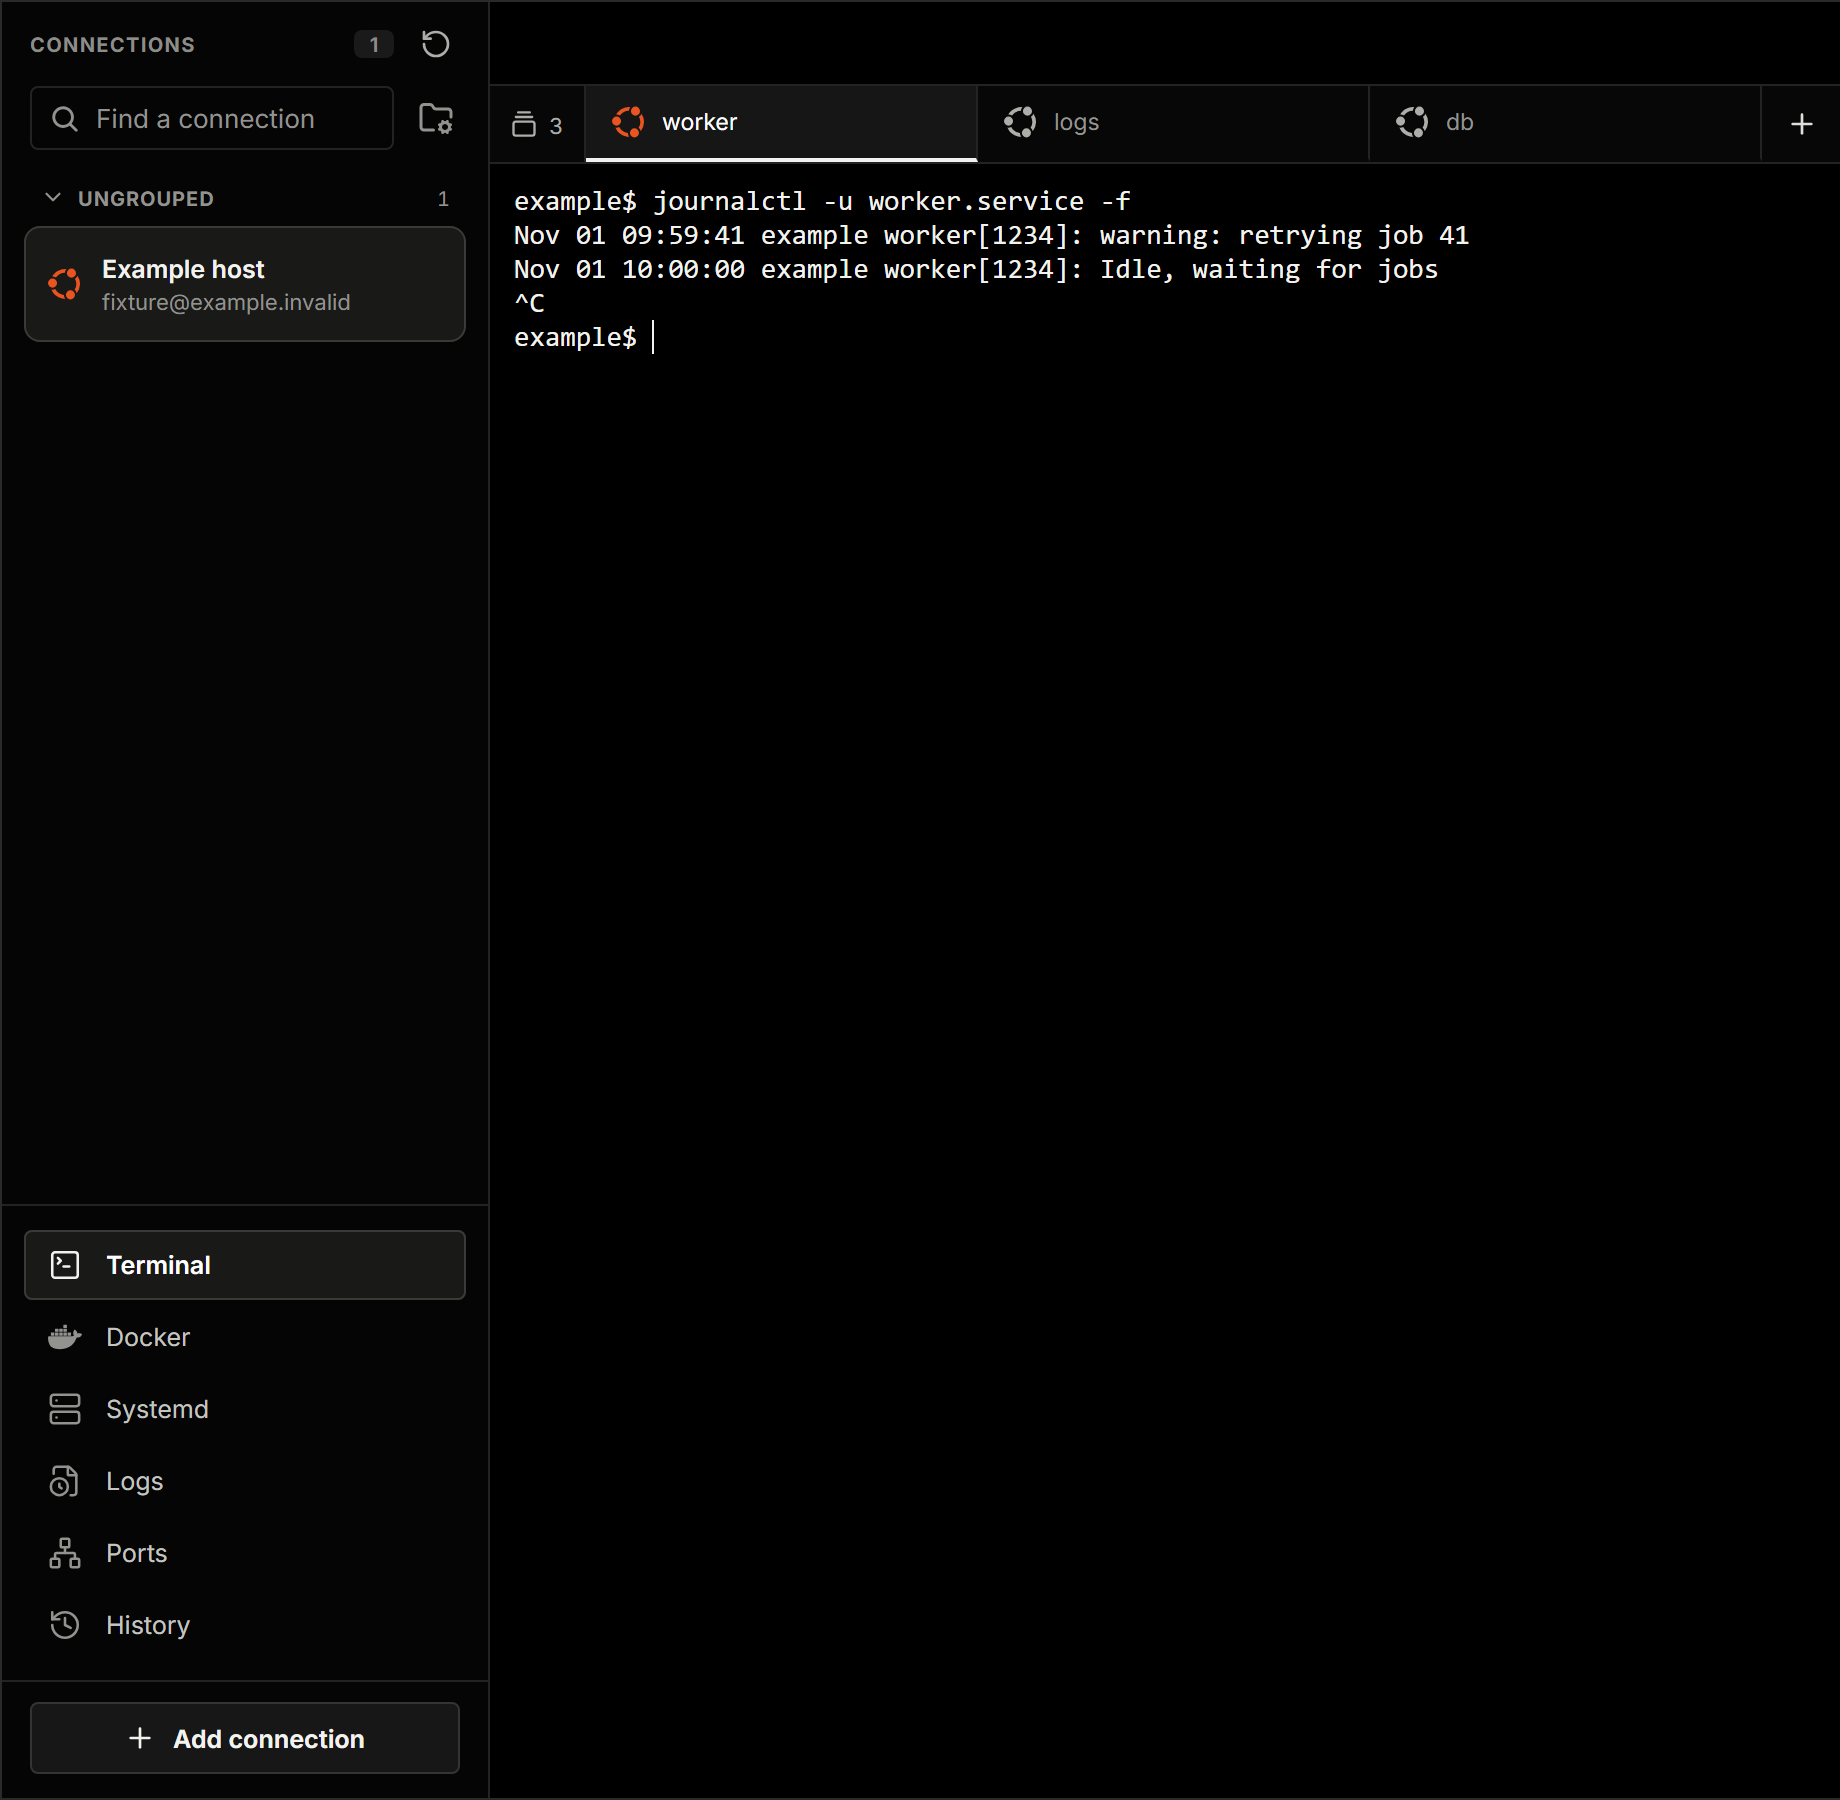 CONNECTIONS 1
Find a connection
UNGROUPED 1
Example host
fixture@example.invalid
Terminal
Docker
Systemd
Logs
Ports
History
Add connection
3 worker logs db
example$ journalctl -u worker.service -f
Nov 01 09:59:41 example worker[1234]: warning: retrying job 41
Nov 01 10:00:00 example worker[1234]: Idle, waiting for jobs
^C
example$